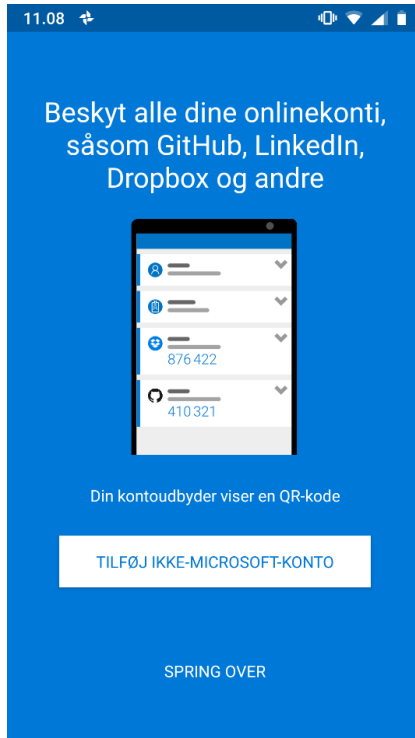 11.08
Beskyt alle dine onlinekonti,
såsom GitHub, LinkedIn,
Dropbox og andre
876 422
410 321
Din kontoudbyder viser en QR-kode
TILFØJ IKKE-MICROSOFT-KONTO
SPRING OVER